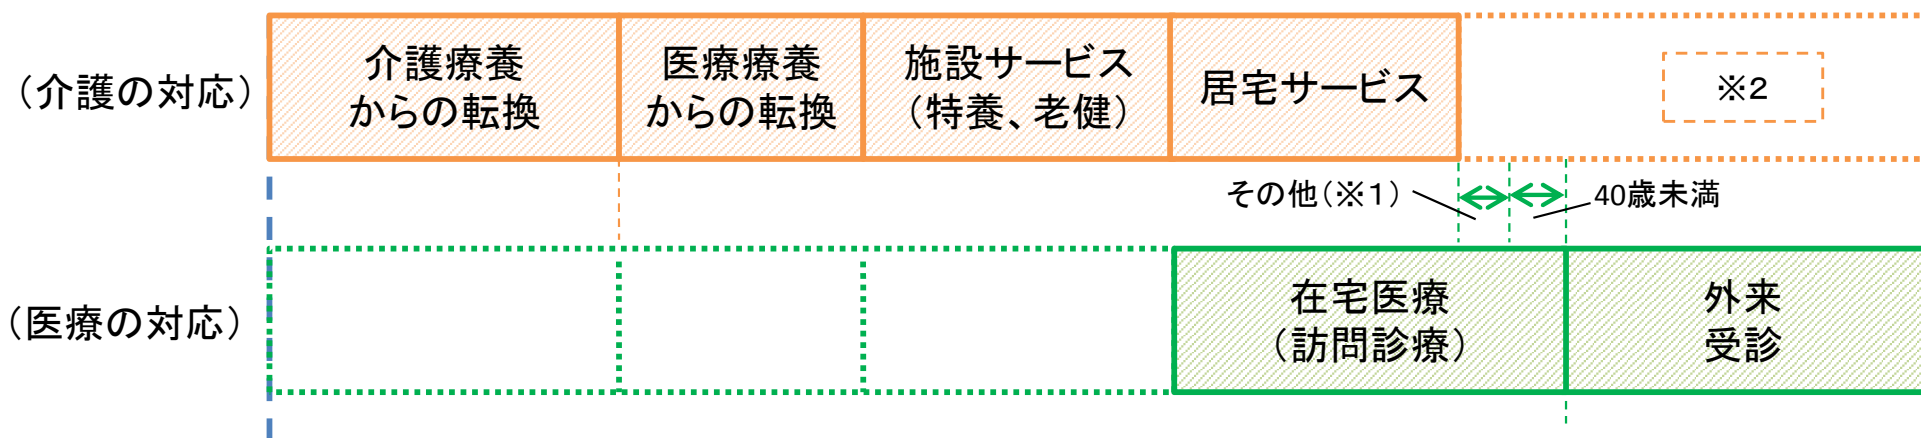 （介護の対応）
介護療養
からの転換
医療療養
からの転換
施設サービス
（特養、老健）
居宅サービス
※2
その他（※1）
40歳未満
（医療の対応）
在宅医療
（訪問診療）
外来
受診